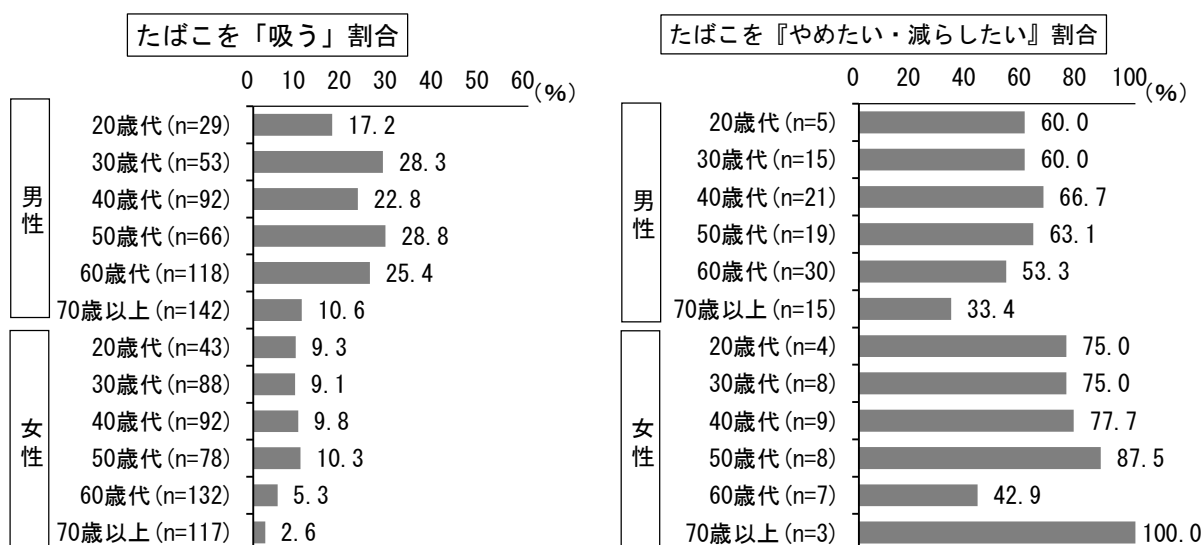 たばこを「吸う」割合
0 10 20 30 40 50 60
(%)
男性
20歳代(n=29) 17.2
30歳代(n=53) 28.3
40歳代(n=92) 22.8
50歳代(n=66) 28.8
60歳代(n=118) 25.4
70歳以上(n=142) 10.6
女性
20歳代(n=43) 9.3
30歳代(n=88) 9.1
40歳代(n=92) 9.8
50歳代(n=78) 10.3
60歳代(n=132) 5.3
70歳以上(n=117) 2.6
たばこを『やめたい・減らしたい』割合
0 20 40 60 80 100
(%)
男性
20歳代(n=5) 60.0
30歳代(n=15) 60.0
40歳代(n=21) 66.7
50歳代(n=19) 63.1
60歳代(n=30) 53.3
70歳以上(n=15) 33.4
女性
20歳代(n=4) 75.0
30歳代(n=8) 75.0
40歳代(n=9) 77.7
50歳代(n=8) 87.5
60歳代(n=7) 42.9
70歳以上(n=3) 100.0